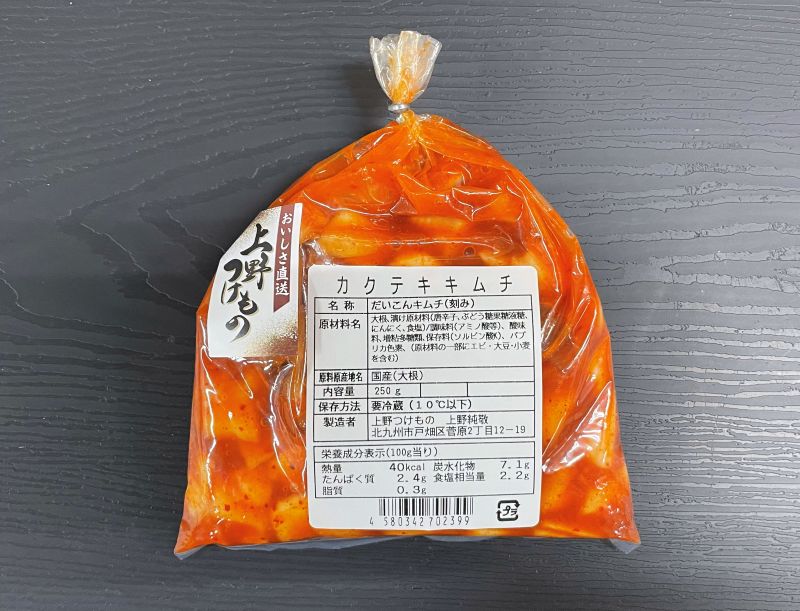 おいしさ直送
上野
つけもの
カクテキキムチ
名称 だいこんキムチ(刻み)
原材料名 大根、漬け原材料(唐辛子、ぶどう糖果糖液糖、
にんにく、食塩)/調味料(アミノ酸等)、酸味
料、増粘多糖類、保存料(ソルビン酸K)、パプ
リカ色素、(原材料の一部にエビ・大豆・小麦
を含む)
原料原産地名 国産(大根)
内容量 250g
保存方法 要冷蔵(10℃以下)
製造者 上野つけもの 上野純敬
北九州市戸畑区菅原2丁目12-19
栄養成分表示(100g当り)
熱量 40kcal 炭水化物 7.1g
たんぱく質 2.4g 食塩相当量 2.2g
脂質 0.3g
4 580342 702399
プラ